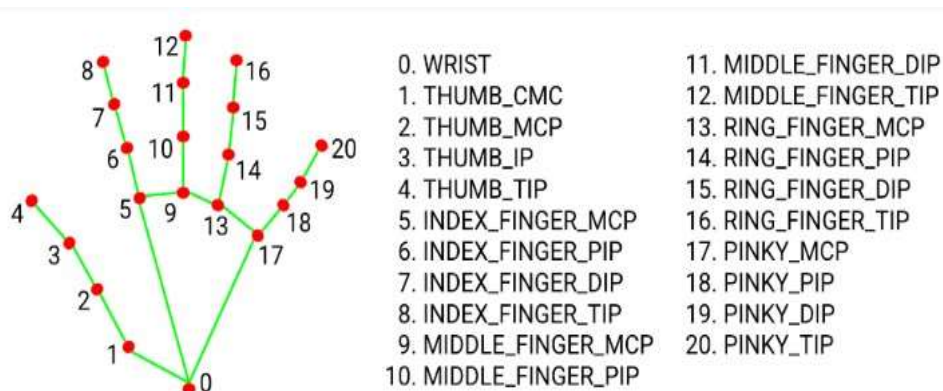 12
8
16
11
7
15
10
6
20
14
19
4
5
9
18
13
3
17
2
1
0
0. WRIST
1. THUMB_CMC
2. THUMB_MCP
3. THUMB_IP
4. THUMB_TIP
5. INDEX_FINGER_MCP
6. INDEX_FINGER_PIP
7. INDEX_FINGER_DIP
8. INDEX_FINGER_TIP
9. MIDDLE_FINGER_MCP
10. MIDDLE_FINGER_PIP
11. MIDDLE_FINGER_DIP
12. MIDDLE_FINGER_TIP
13. RING_FINGER_MCP
14. RING_FINGER_PIP
15. RING_FINGER_DIP
16. RING_FINGER_TIP
17. PINKY_MCP
18. PINKY_PIP
19. PINKY_DIP
20. PINKY_TIP